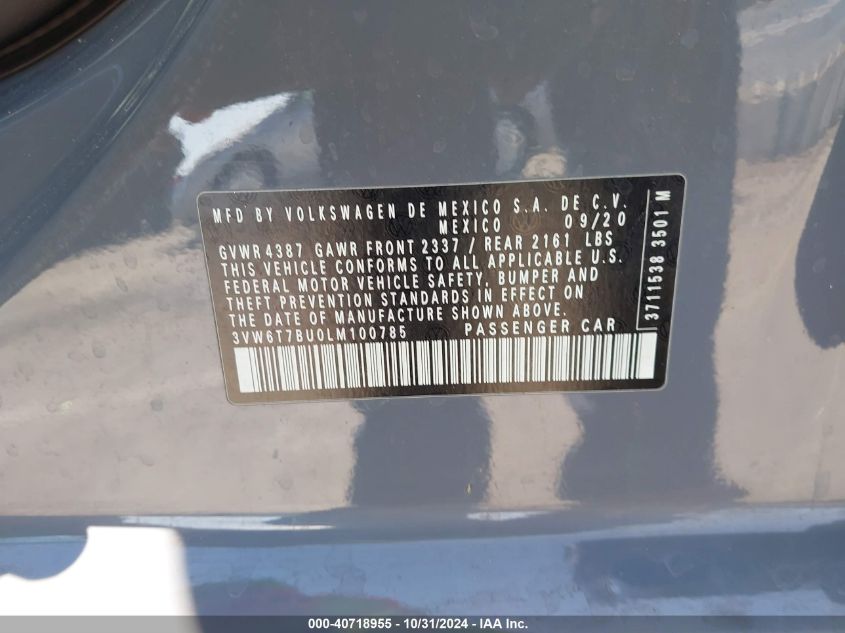 MFD BY VOLKSWAGEN DE MEXICO S.A. DE C.V.
MEXICO 09/20
GVWR 4387 GAWR FRONT 2337 / REAR 2161 LBS
THIS VEHICLE CONFORMS TO ALL APPLICABLE U.S.
FEDERAL MOTOR VEHICLE SAFETY, BUMPER AND
THEFT PREVENTION STANDARDS IN EFFECT ON
THE DATE OF MANUFACTURE SHOWN ABOVE.
3VW6T7BU0LM100785 PASSENGER CAR
3711538 3501 M
000-40718955 - 10/31/2024 - IAA Inc.